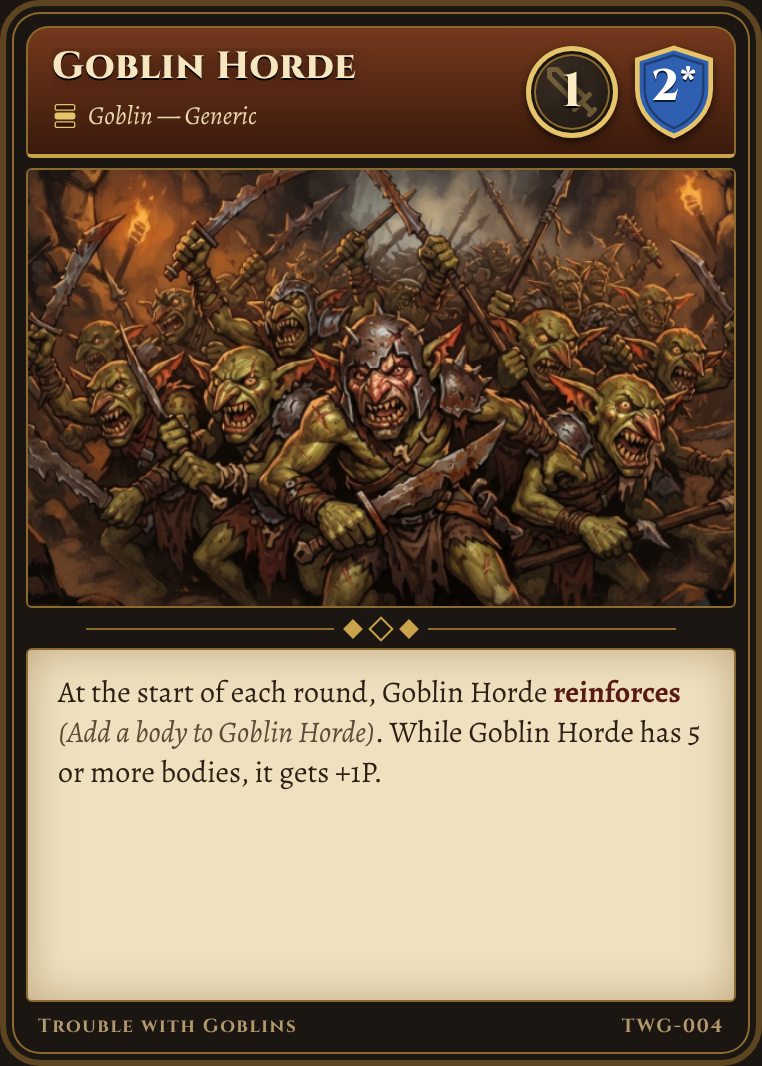 Goblin Horde
Goblin — Generic
1
2*
At the start of each round, Goblin Horde reinforces
(Add a body to Goblin Horde). While Goblin Horde has 5
or more bodies, it gets +1P.
Trouble with Goblins
TWG-004